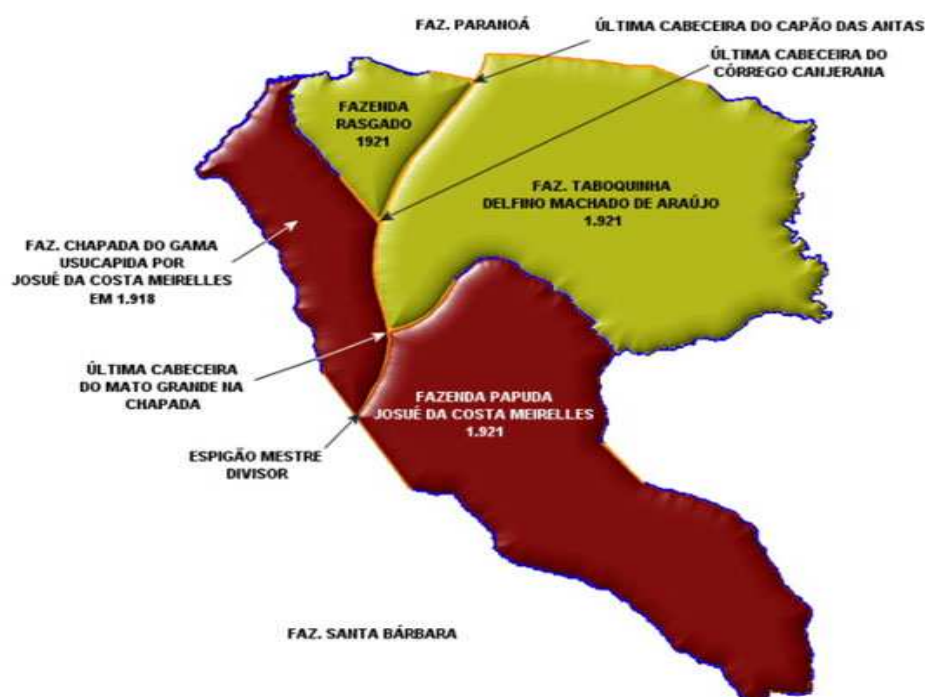 FAZ. PARANOÁ
ÚLTIMA CABECEIRA DO CAPÃO DAS ANTAS
ÚLTIMA CABECEIRA DO
CÓRREGO CANJERANA
FAZENDA
RASGADO
1921
FAZ. TABOQUINHA
DELFINO MACHADO DE ARAÚJO
1.921
FAZ. CHAPADA DO GAMA
USUCAPIDA POR
JOSUÉ DA COSTA MEIRELLES
EM 1.918
ÚLTIMA CABECEIRA
DO MATO GRANDE NA
CHAPADA
FAZENDA PAPUDA
JOSUÉ DA COSTA MEIRELLES
1.921
ESPIGÃO MESTRE
DIVISOR
FAZ. SANTA BÁRBARA